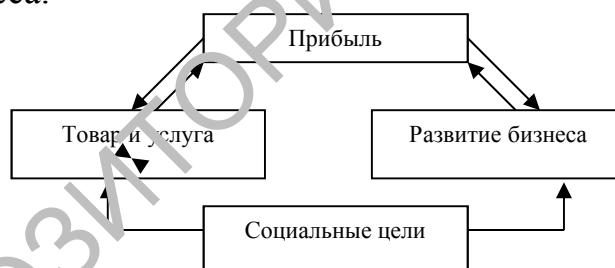 Прибыль
Товар и услуга
Развитие бизнеса
Социальные цели